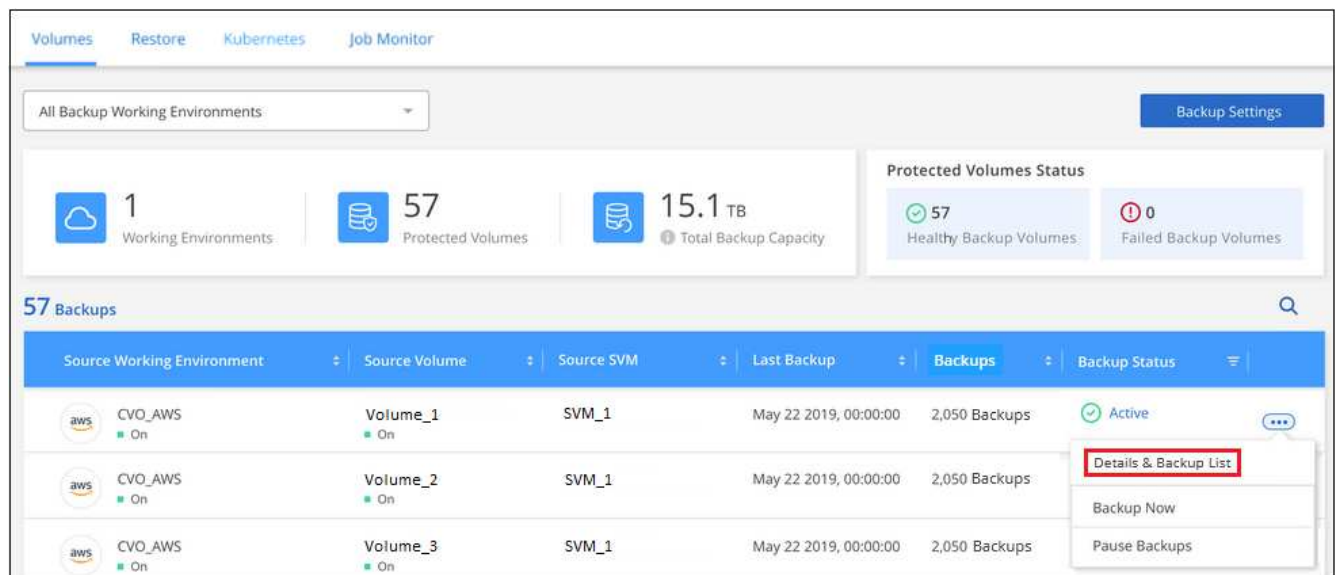 Volumes Restore Kubernetes Job Monitor
All Backup Working Environments
Backup Settings
1
Working Environments
57
Protected Volumes
15.1 TB
Total Backup Capacity
Protected Volumes Status
57
Healthy Backup Volumes
0
Failed Backup Volumes
57 Backups
Source Working Environment Source Volume Source SVM Last Backup Backups Backup Status
aws CVO_AWS Volume_1 SVM_1 May 22 2019, 00:00:00 2,050 Backups Active
On On
Details & Backup List
aws CVO_AWS Volume_2 SVM_1 May 22 2019, 00:00:00 2,050 Backups
On On
Backup Now
aws CVO_AWS Volume_3 SVM_1 May 22 2019, 00:00:00 2,050 Backups
On On
Pause Backups